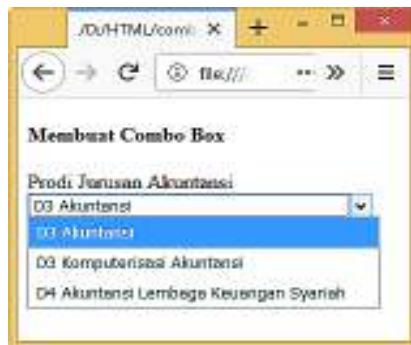 /D:/HTML/comb
file:///
Membuat Combo Box
Prodi Jurusan Akuntansi
D3 Akuntansi
D3 Akuntansi
D3 Komputerisasi Akuntansi
D4 Akuntansi Lembaga Keuangan Syariah